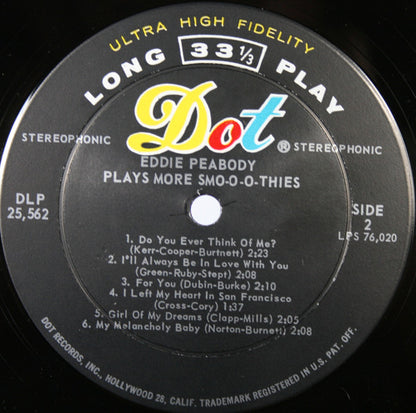 ULTRA HIGH FIDELITY
LONG 33 1/3 PLAY
Dot ®
STEREOPHONIC STEREOPHONIC
EDDIE PEABODY
PLAYS MORE SMO-O-O-THIES
DLP
25,562
SIDE
2
LPS 76,020
1. Do You Ever Think Of Me?
(Kerr-Cooper-Burtnett) 2:23
2. I'll Always Be In Love With You
(Green-Ruby-Stept) 2:08
3. For You (Dubin-Burke) 2:10
4. I Left My Heart In San Francisco
(Cross-Cory) 1:37
5. Girl Of My Dreams (Clapp-Mills) 2:05
6. My Melancholy Baby (Norton-Burnett) 2:08
DOT RECORDS, INC., HOLLYWOOD 28, CALIF. TRADEMARK REGISTERED IN U.S. PAT. OFF.